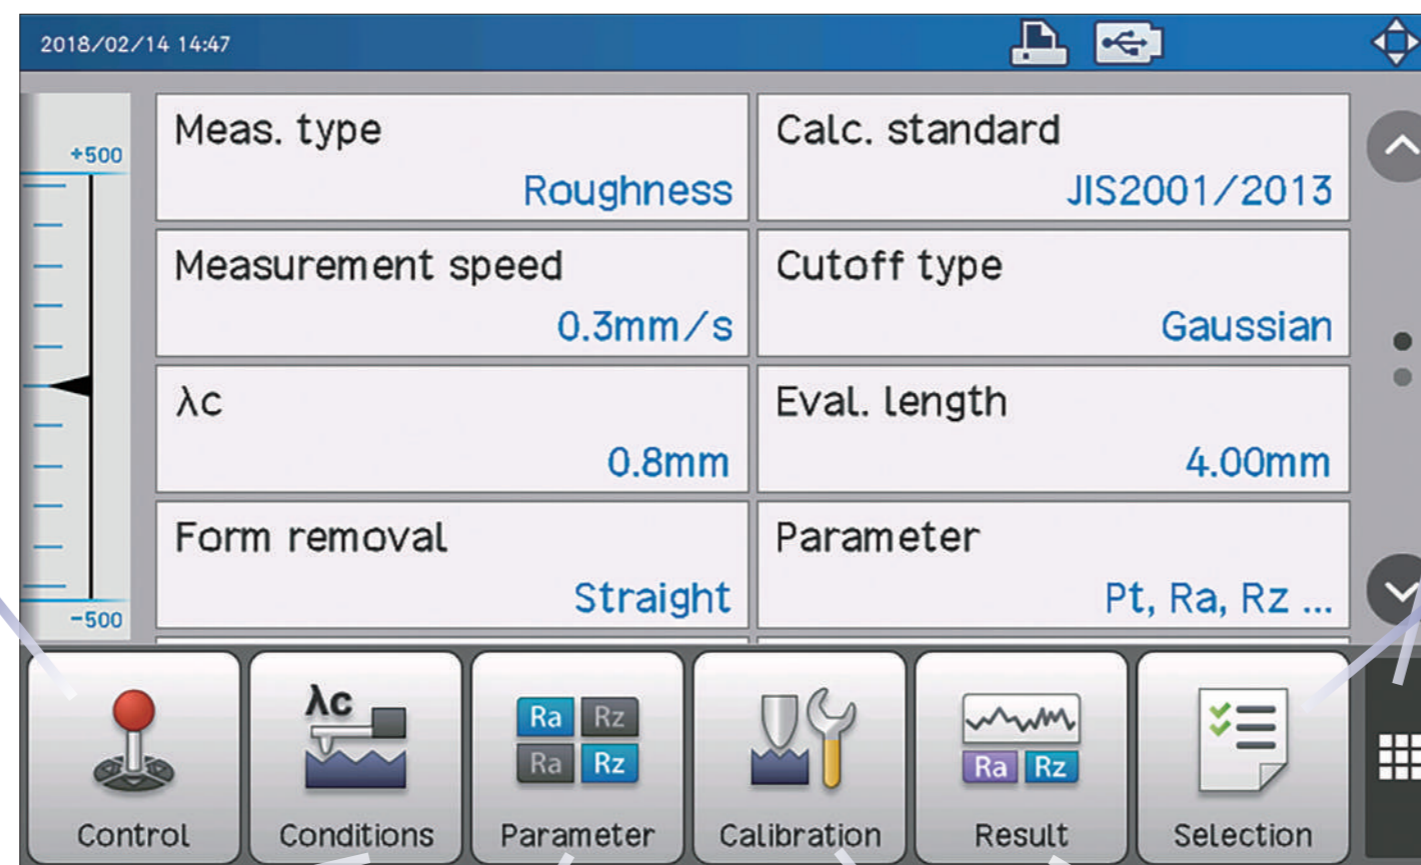 2018/02/14 14:47
+500
-500
Meas. type
Roughness
Calc. standard
JIS2001/2013
Measurement speed
0.3mm/s
Cutoff type
Gaussian
λc
0.8mm
Eval. length
4.00mm
Form removal
Straight
Parameter
Pt, Ra, Rz ...
λc
Ra Rz
Ra Rz
Ra Rz
Control
Conditions
Parameter
Calibration
Result
Selection